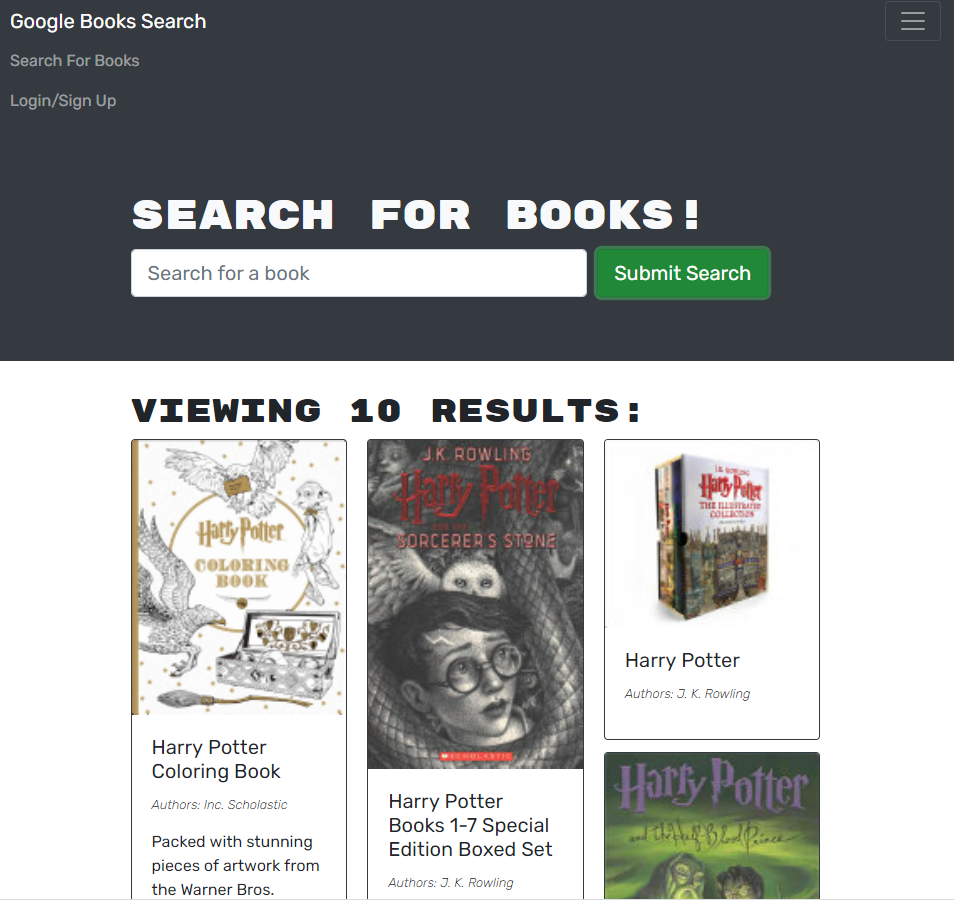 Google Books Search
Search For Books
Login/Sign Up
SEARCH FOR BOOKS!
Search for a book
Submit Search
VIEWING 10 RESULTS:
Harry Potter
COLORING
BOOK
Harry Potter
Coloring Book
Authors: Inc. Scholastic
Packed with stunning
pieces of artwork from
the Warner Bros.
J.K. ROWLING
Harry Potter
AND THE
SORCERER'S STONE
SCHOLASTIC
Harry Potter
Books 1-7 Special
Edition Boxed Set
Authors: J. K. Rowling
J.K. ROWLING
Harry Potter
THE ILLUSTRATED
COLLECTION
Harry Potter
Authors: J. K. Rowling
Harry Potter
and the Half-Blood Prince